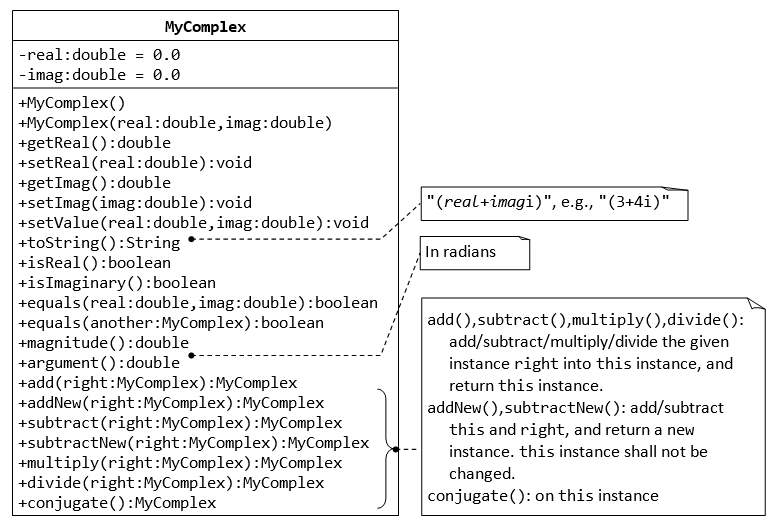 MyComplex
-real:double = 0.0
-imag:double = 0.0
+MyComplex()
+MyComplex(real:double,imag:double)
+getReal():double
+setReal(real:double):void
+getImag():double
+setImag(imag:double):void
+setValue(real:double,imag:double):void
+toString():String
+isReal():boolean
+isImaginary():boolean
+equals(real:double,imag:double):boolean
+equals(another:MyComplex):boolean
+magnitude():double
+argument():double
+add(right:MyComplex):MyComplex
+addNew(right:MyComplex):MyComplex
+subtract(right:MyComplex):MyComplex
+subtractNew(right:MyComplex):MyComplex
+multiply(right:MyComplex):MyComplex
+divide(right:MyComplex):MyComplex
+conjugate():MyComplex
"(real+imagi)", e.g., "(3+4i)"
In radians
add(),subtract(),multiply(),divide():
add/subtract/multiply/divide the given
instance right into this instance, and
return this instance.
addNew(),subtractNew(): add/subtract
this and right, and return a new
instance. this instance shall not be
changed.
conjugate(): on this instance